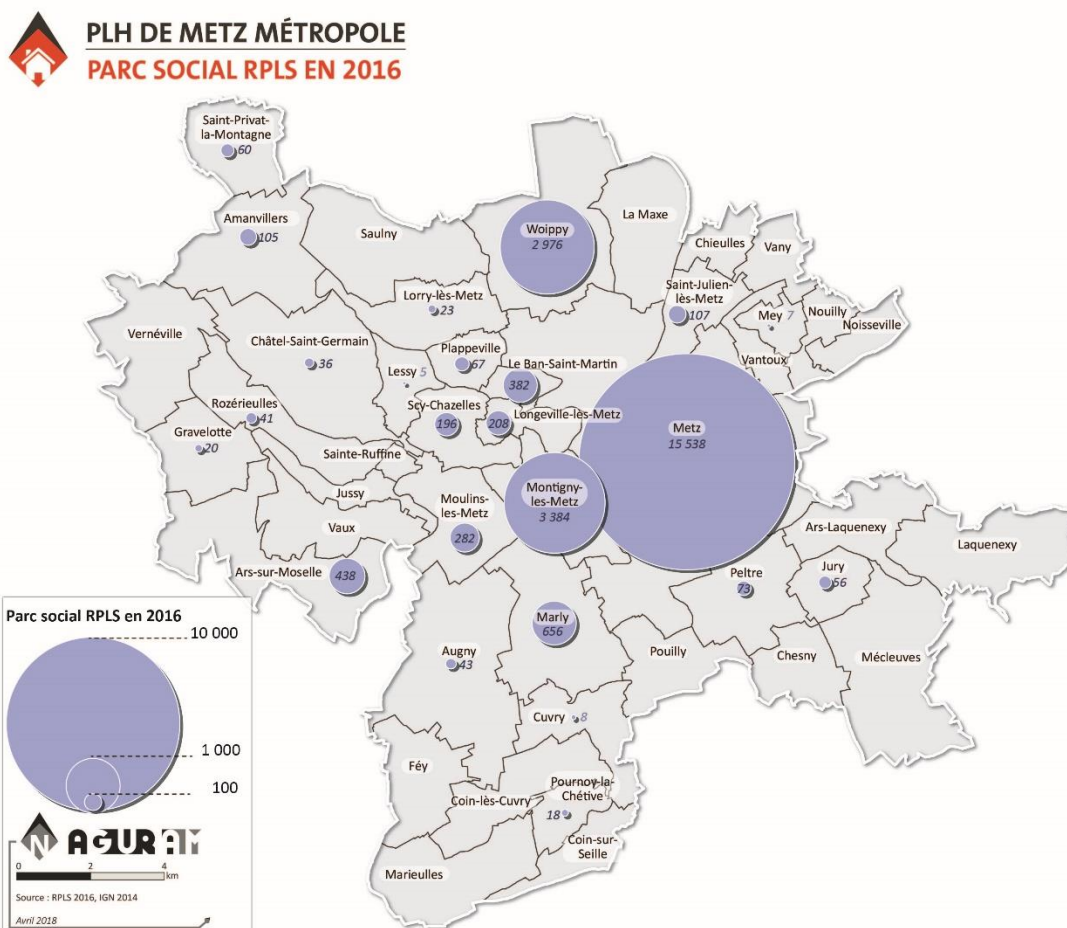 PLH DE METZ MÉTROPOLE
PARC SOCIAL RPLS EN 2016
Saint-Privat-
la-Montagne
60
Amanvillers
105
Saulny
Woippy
2 976
La Maxe
Chieulles
Vany
Lorry-lès-Metz
23
Saint-Julien-
lès-Metz
107
Mey 7
Nouilly
Noisseville
Vernéville
Châtel-Saint-Germain
36
Plappeville
67
Lessy 5
Le Ban-Saint-Martin
382
Vantoux
Rozérieulles
41
Scy-Chazelles
196
208
Longeville-lès-Metz
Metz
15 538
Gravelotte
20
Sainte-Ruffine
Jussy
Moulins-
les-Metz
282
Montigny-
les-Metz
3 384
Vaux
Ars-Laquenexy
Laquenexy
Ars-sur-Moselle
438
Peltre
73
Jury
56
Marly
656
Augny
43
Pouilly
Chesny
Mécleuves
Cuvry
8
Féy
Coin-lès-Cuvry
Pournoy-la-
Chétive
18
Coin-sur-
Seille
Marieulles
Parc social RPLS en 2016
10 000
1 000
100
N AGURAM
0 2 4
km
Source : RPLS 2016, IGN 2014
Avril 2018